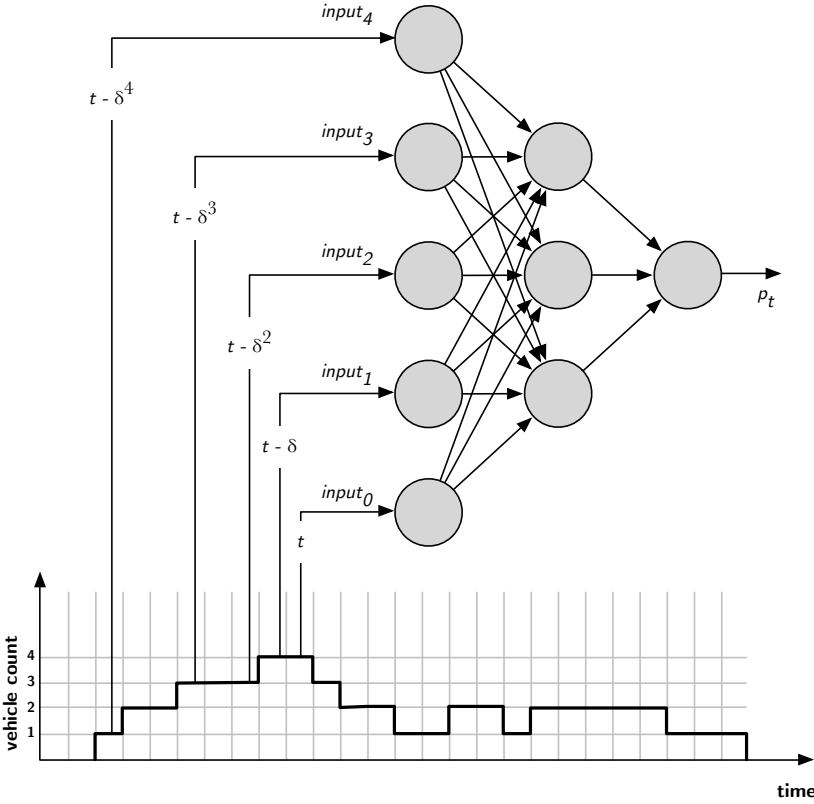 input4
t - δ4
input3
t - δ3
input2
t - δ2
pt
input1
t - δ
input0
t
vehicle count
4
3
2
1
time